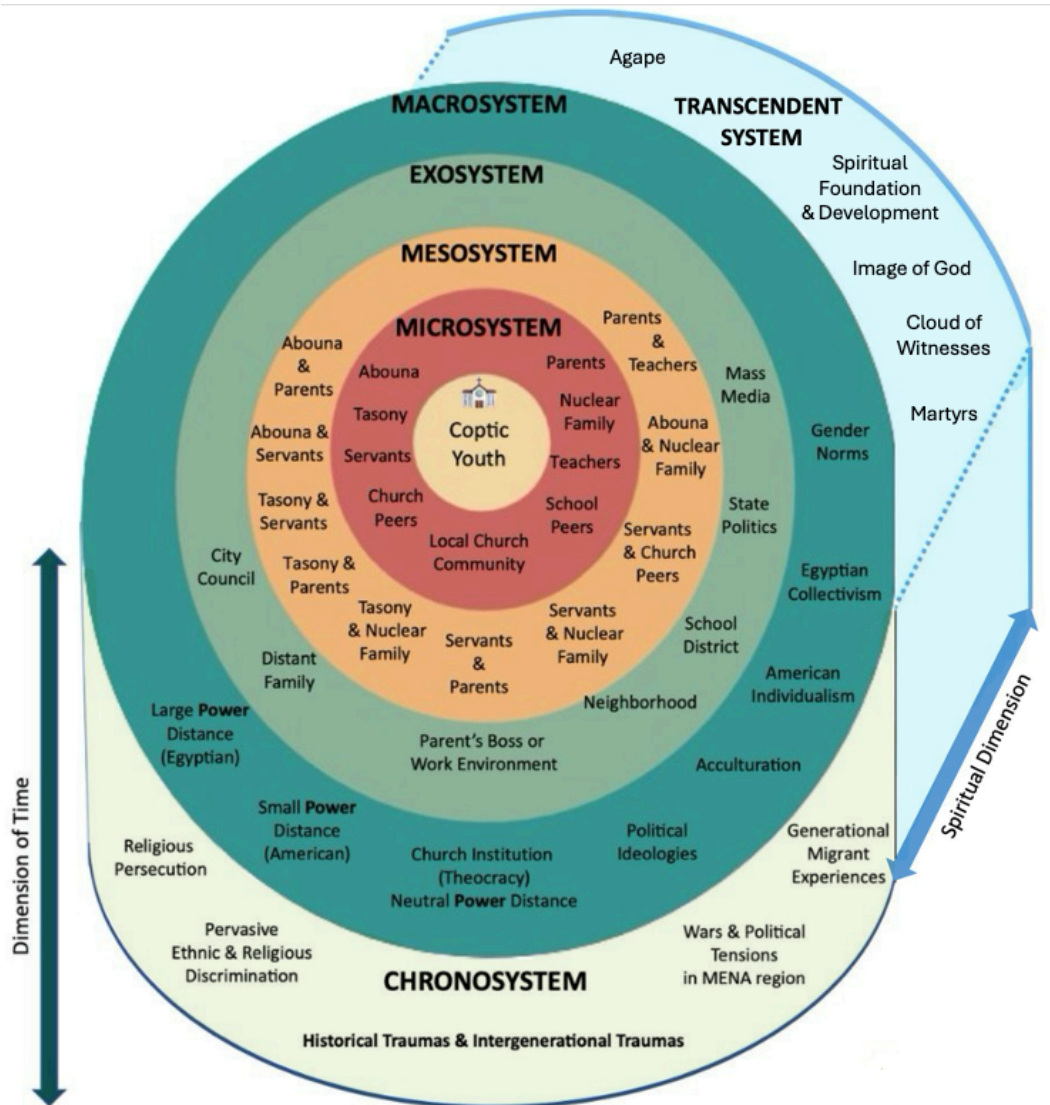 Agape
TRANSCENDENT
SYSTEM
Spiritual
Foundation
& Development
Image of God
Cloud of
Witnesses
Martyrs
MACROSYSTEM
Gender
Norms
Egyptian
Collectivism
American
Individualism
Acculturation
Political
Ideologies
Church Institution
(Theocracy)
Neutral Power Distance
Small Power
Distance
(American)
Large Power
Distance
(Egyptian)
EXOSYSTEM
Mass
Media
State
Politics
School
District
Neighborhood
Parent's Boss or
Work Environment
Distant
Family
City
Council
MESOSYSTEM
Parents
&
Teachers
Abouna
& Nuclear
Family
Servants
& Church
Peers
Servants
& Nuclear
Family
Servants
&
Parents
Tasony
& Nuclear
Family
Tasony &
Parents
Tasony &
Servants
Abouna &
Servants
Abouna
&
Parents
MICROSYSTEM
Parents
Nuclear
Family
Teachers
School
Peers
Local Church
Community
Church
Peers
Servants
Tasony
Abouna
Coptic
Youth
Religious
Persecution
Pervasive
Ethnic & Religious
Discrimination
CHRONOSYSTEM
Wars & Political
Tensions
in MENA region
Generational
Migrant
Experiences
Historical Traumas & Intergenerational Traumas
Dimension of Time
Spiritual Dimension